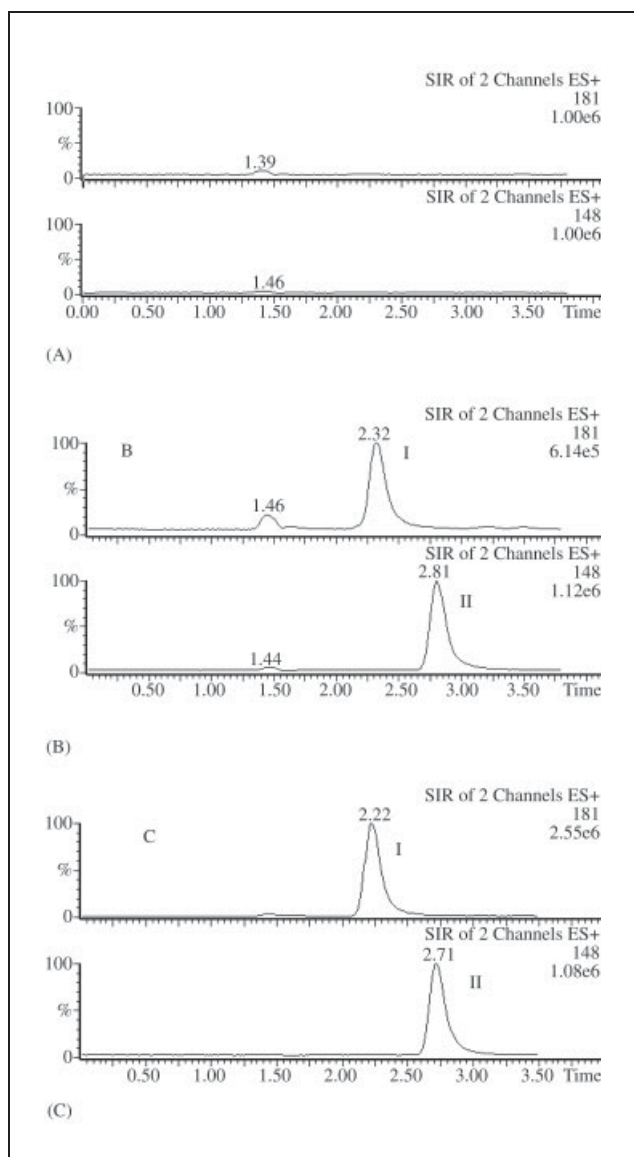 SIR of 2 Channels ES+
181
1.00e6
100
%
0
1.39
SIR of 2 Channels ES+
148
1.00e6
100
%
0
1.46
0.00 0.50 1.00 1.50 2.00 2.50 3.00 3.50 Time
(A)
SIR of 2 Channels ES+
181
6.14e5
100
%
0
B
1.46
2.32
I
SIR of 2 Channels ES+
148
1.12e6
100
%
0
1.44
2.81
II
0.50 1.00 1.50 2.00 2.50 3.00 3.50 Time
(B)
SIR of 2 Channels ES+
181
2.55e6
100
%
0
C
2.22
I
SIR of 2 Channels ES+
148
1.08e6
100
%
0
2.71
II
0.50 1.00 1.50 2.00 2.50 3.00 3.50 Time
(C)